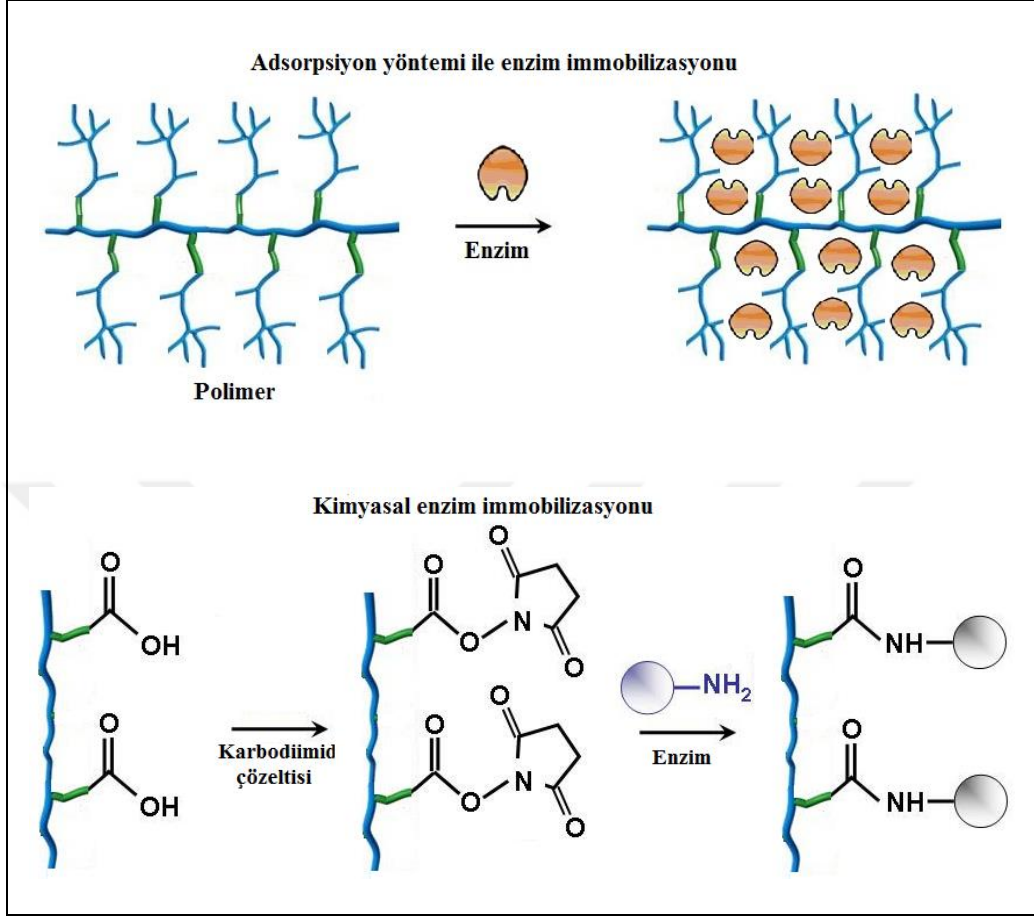 Adsorpsiyon yöntemi ile enzim immobilizasyonu
Enzim
Polimer
Kimyasal enzim immobilizasyonu
O
OH
O
OH
Karbodiimid
çözeltisi
O
O
N
O
O
O
O
O
N
O
O
NH₂
Enzim
O
NH
O
NH